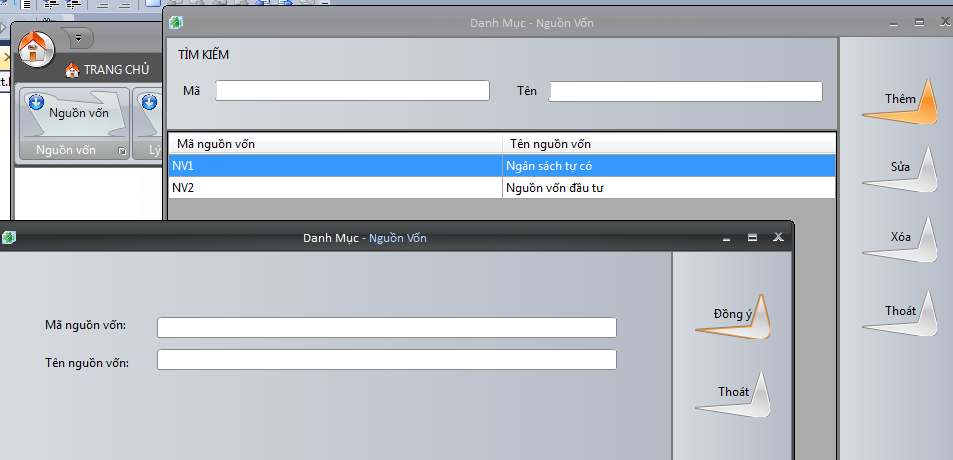 Danh Mục - Nguồn Vốn
TÌM KIẾM
Mã
Tên
Thêm
Sửa
Xóa
Thoát
Mã nguồn vốn
Tên nguồn vốn
NV1
Ngân sách tự có
NV2
Nguồn vốn đầu tư
TRANG CHỦ
Nguồn vốn
Nguồn vốn
Lý
Danh Mục - Nguồn Vốn
Mã nguồn vốn:
Tên nguồn vốn:
Đồng ý
Thoát